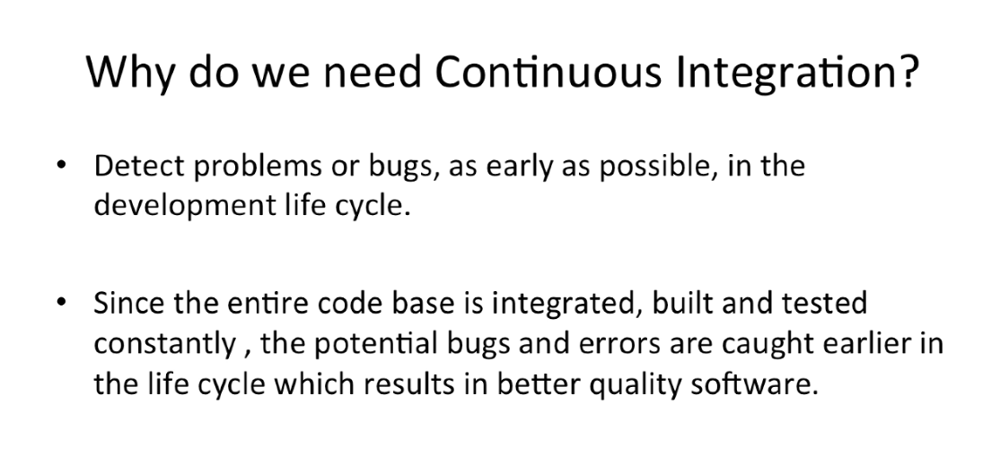 Why do we need Continuous Integration?
• Detect problems or bugs, as early as possible, in the
development life cycle.
• Since the entire code base is integrated, built and tested
constantly , the potential bugs and errors are caught earlier in
the life cycle which results in better quality software.